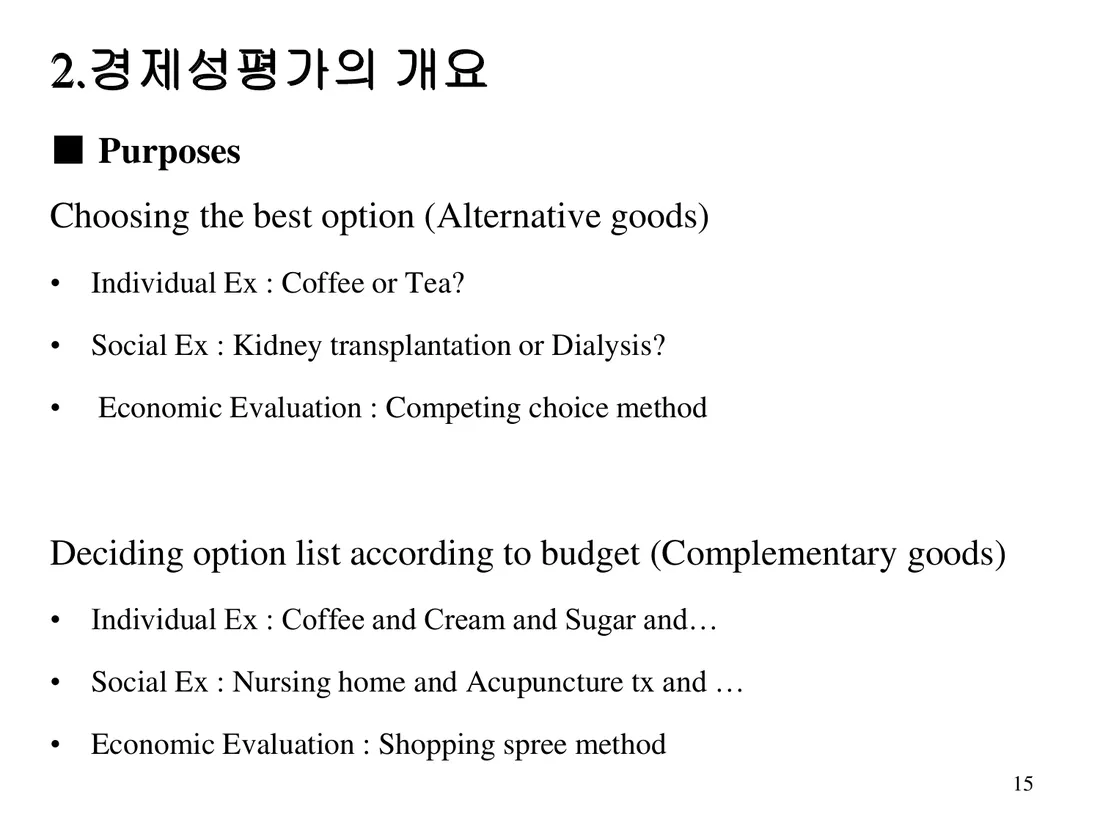 2.경제성평가의 개요
■ Purposes
Choosing the best option (Alternative goods)
• Individual Ex : Coffee or Tea?
• Social Ex : Kidney transplantation or Dialysis?
• Economic Evaluation : Competing choice method
Deciding option list according to budget (Complementary goods)
• Individual Ex : Coffee and Cream and Sugar and…
• Social Ex : Nursing home and Acupuncture tx and …
• Economic Evaluation : Shopping spree method
15